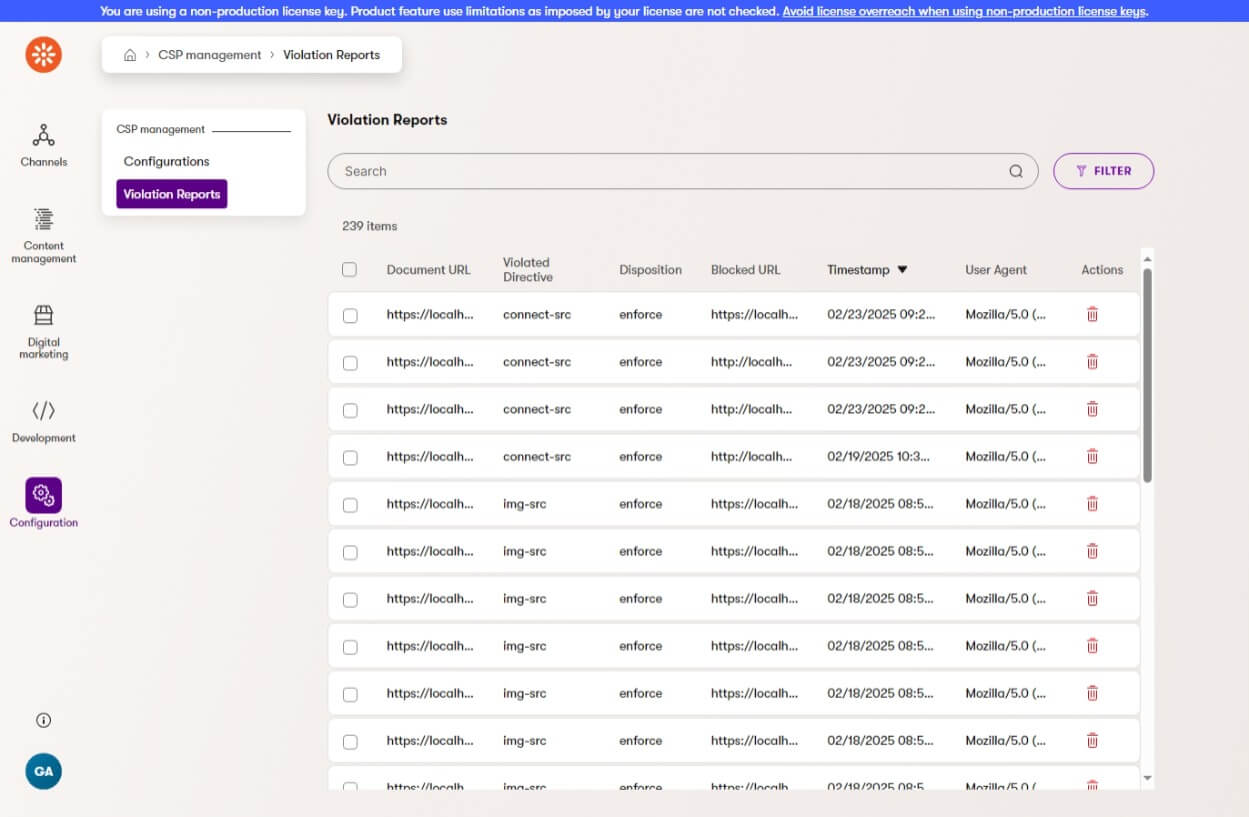 You are using a non-production license key. Product feature use limitations as imposed by your license are not checked. Avoid license overreach when using non-production license keys.
CSP management > Violation Reports
Channels
Content
management
Digital
marketing
Development
Configuration
GA
CSP management
Configurations
Violation Reports
Violation Reports
Search
FILTER
239 items
Document URL Violated Directive Disposition Blocked URL Timestamp User Agent Actions
https://localh... connect-src enforce https://localh... 02/23/2025 09:2... Mozilla/5.0 (...
https://localh... connect-src enforce http://localh... 02/23/2025 09:2... Mozilla/5.0 (...
https://localh... connect-src enforce http://localh... 02/23/2025 09:2... Mozilla/5.0 (...
https://localh... connect-src enforce http://localh... 02/19/2025 10:3... Mozilla/5.0 (...
https://localh... img-src enforce https://localh... 02/18/2025 08:5... Mozilla/5.0 (...
https://localh... img-src enforce https://localh... 02/18/2025 08:5... Mozilla/5.0 (...
https://localh... img-src enforce https://localh... 02/18/2025 08:5... Mozilla/5.0 (...
https://localh... img-src enforce https://localh... 02/18/2025 08:5... Mozilla/5.0 (...
https://localh... img-src enforce https://localh... 02/18/2025 08:5... Mozilla/5.0 (...
https://localh... img-src enforce https://localh... 02/18/2025 08:5... Mozilla/5.0 (...
https://localh img-src enforce https://localh 02/18/2025 08:5 Mozilla/5.0 (